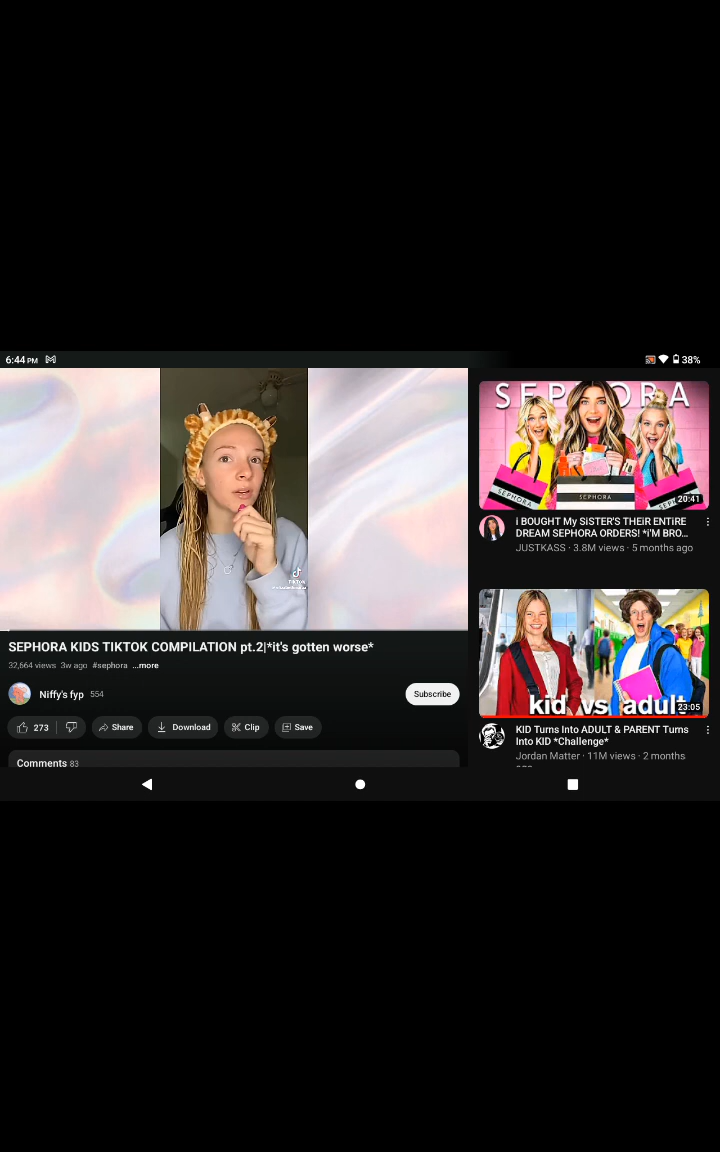 6:44 PM
38%
TikTok
SEPHORA KIDS TIKTOK COMPILATION pt.2|*it's gotten worse*
32,664 views 3w ago #sephora ...more
Niffy's fyp 554
Subscribe
273
Share
Download
Clip
Save
Comments 83
SEPHORA
SEPHORA
SEPHORA
20:41
i BOUGHT My SiSTER'S THEiR ENTiRE
DREAM SEPHORA ORDERS! *i'M BRO...
JUSTKASS · 3.8M views · 5 months ago
kid vs adult
23:05
KID Turns Into ADULT & PARENT Turns
Into KID *Challenge*
Jordan Matter · 11M views · 2 months